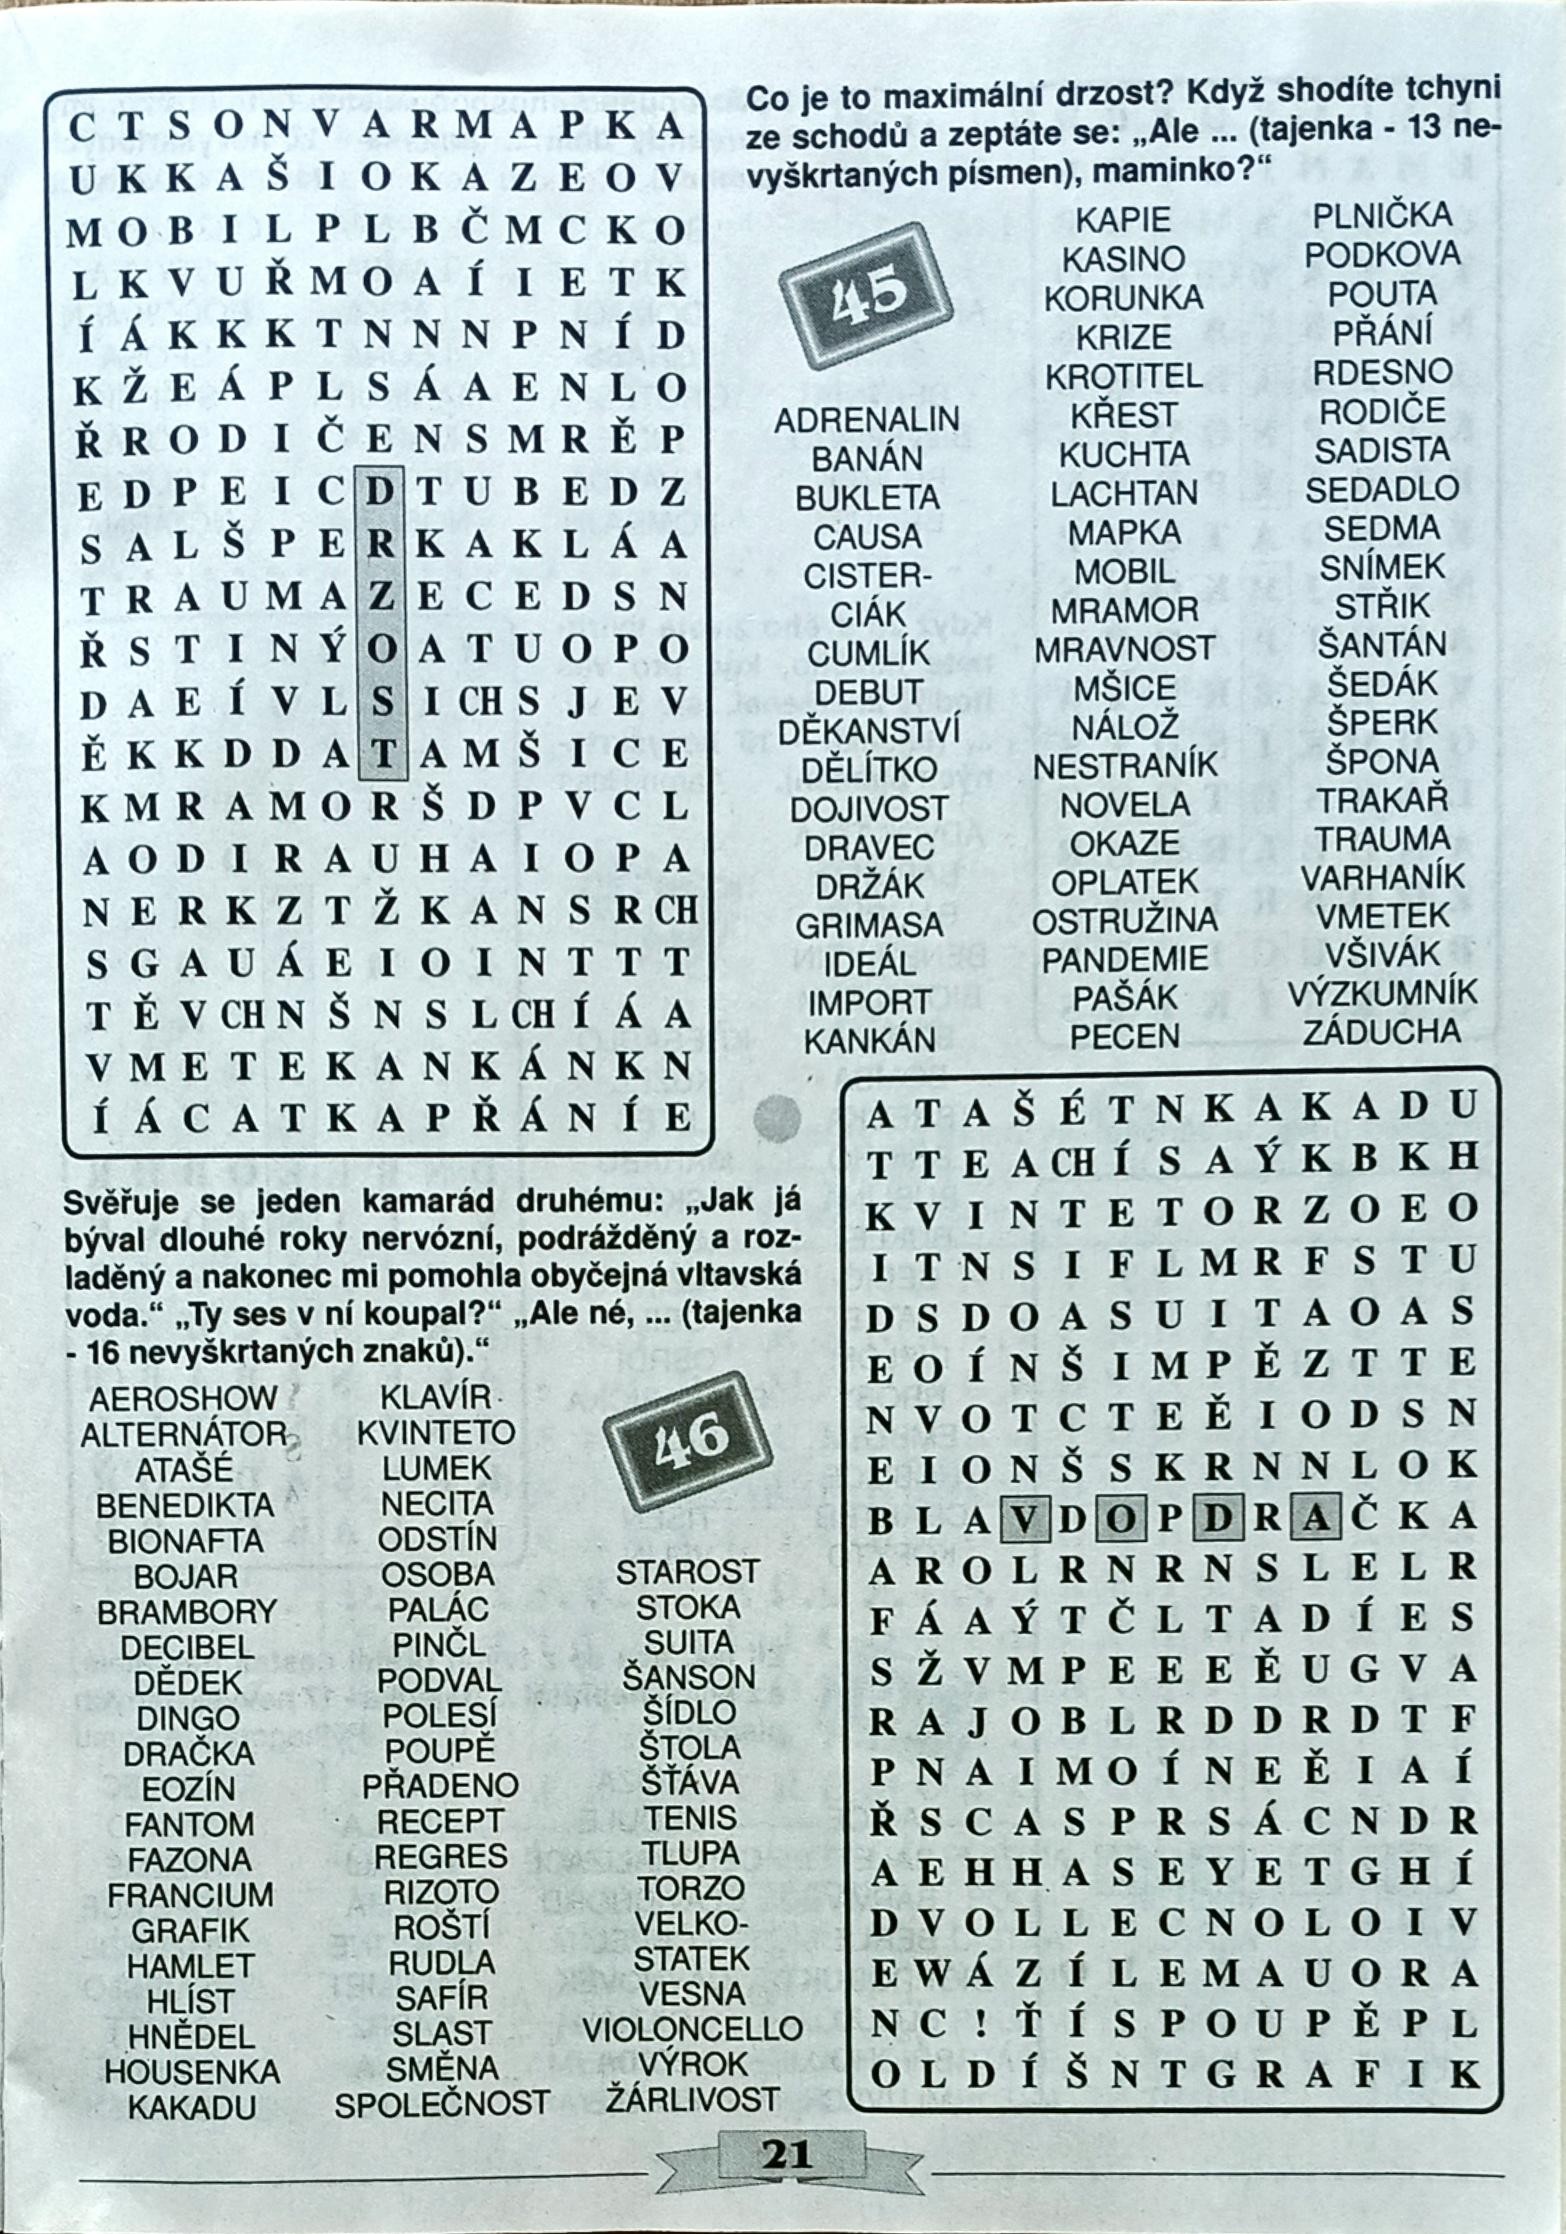 C T S O N V A R M A P K A
U K K A Š I O K A Z E O V
M O B I L P L B Č M C K O
L K V U Ř M O A Í I E T K
Í Á K K K T N N N P N Í D
K Ž E Á P L S Á A E N L O
Ř R O D I Č E N S M R Ě P
E D P E I C D T U B E D Z
S A L Š P E R K A K L Á A
T R A U M A Z E C E D S N
Ř S T I N Ý O A T U O P O
D A E Í V L S I CH S J E V
Ě K K D D A T A M Š I C E
K M R A M O R Š D P V C L
A O D I R A U H A I O P A
N E R K Z T Ž K A N S R CH
S G A U Á E I O I N T T T
T Ě V CH N Š N S L CH Í Á A
V M E T E K A N K Á N K N
Í Á C A T K A P Ř Á N Í E
Co je to maximální drzost? Když shodíte tchyni
ze schodů a zeptáte se: „Ale ... (tajenka - 13 ne-
vyškrtaných písmen), maminko?“
45
ADRENALIN
BANÁN
BUKLETA
CAUSA
CISTER-
CIÁK
CUMLÍK
DEBUT
DĚKANSTVÍ
DĚLÍTKO
DOJIVOST
DRAVEC
DRŽÁK
GRIMASA
IDEÁL
IMPORT
KANKÁN
KAPIE
KASINO
KORUNKA
KRIZE
KROTITEL
KŘEST
KUCHTA
LACHTAN
MAPKA
MOBIL
MRAMOR
MRAVNOST
MŠICE
NÁLOŽ
NESTRANÍK
NOVELA
OKAZE
OPLATEK
OSTRUŽINA
PANDEMIE
PAŠÁK
PECEN
PLNIČKA
PODKOVA
POUTA
PŘÁNÍ
RDESNO
RODIČE
SADISTA
SEDADLO
SEDMA
SNÍMEK
STŘIK
ŠANTÁN
ŠEDÁK
ŠPERK
ŠPONA
TRAKAŘ
TRAUMA
VARHANÍK
VMETEK
VŠIVÁK
VÝZKUMNÍK
ZÁDUCHA
Svěřuje se jeden kamarád druhému: „Jak já
býval dlouhé roky nervózní, podrážděný a roz-
laděný a nakonec mi pomohla obyčejná vltavská
voda.“ „Ty ses v ní koupal?“ „Ale né, ... (tajenka
- 16 nevyškrtaných znaků).“
46
AEROSHOW
ALTERNÁTOR
ATAŠÉ
BENEDIKTA
BIONAFTA
BOJAR
BRAMBORY
DECIBEL
DĚDEK
DINGO
DRAČKA
EOZÍN
FANTOM
FAZONA
FRANCIUM
GRAFIK
HAMLET
HLÍST
HNĚDEL
HOUSENKA
KAKADU
KLAVÍR
KVINTETO
LUMEK
NECITA
ODSTÍN
OSOBA
PALÁC
PINČL
PODVAL
POLESÍ
POUPĚ
PŘADENO
RECEPT
REGRES
RIZOTO
ROŠTÍ
RUDLA
SAFÍR
SLAST
SMĚNA
SPOLEČNOST
STAROST
STOKA
SUITA
ŠANSON
ŠÍDLO
ŠTOLA
ŠŤÁVA
TENIS
TLUPA
TORZO
VELKO-
STATEK
VESNA
VIOLONCELLO
VÝROK
ŽÁRLIVOST
A T A Š É T N K A K A D U
T T E A CH Í S A Ý K B K H
K V I N T E T O R Z O E O
I T N S I F L M R F S T U
D S D O A S U I T A O A S
E O Í N Š I M P Ě Z T T E
N V O T C T E Ě I O D S N
E I O N Š S K R N N L O K
B L A V D O P D R A Č K A
A R O L R N R N S L E L R
F Á A Ý T Č L T A D Í E S
S Ž V M P E E E Ě U G V A
R A J O B L R D D R D T F
P N A I M O Í N E Ě I A Í
Ř S C A S P R S Á C N D R
A E H H A S E Y E T G H Í
D V O L L E C N O L O I V
E W Á Z Í L E M A U O R A
N C ! Ť Í S P O U P Ě P L
O L D Í Š N T G R A F I K
21